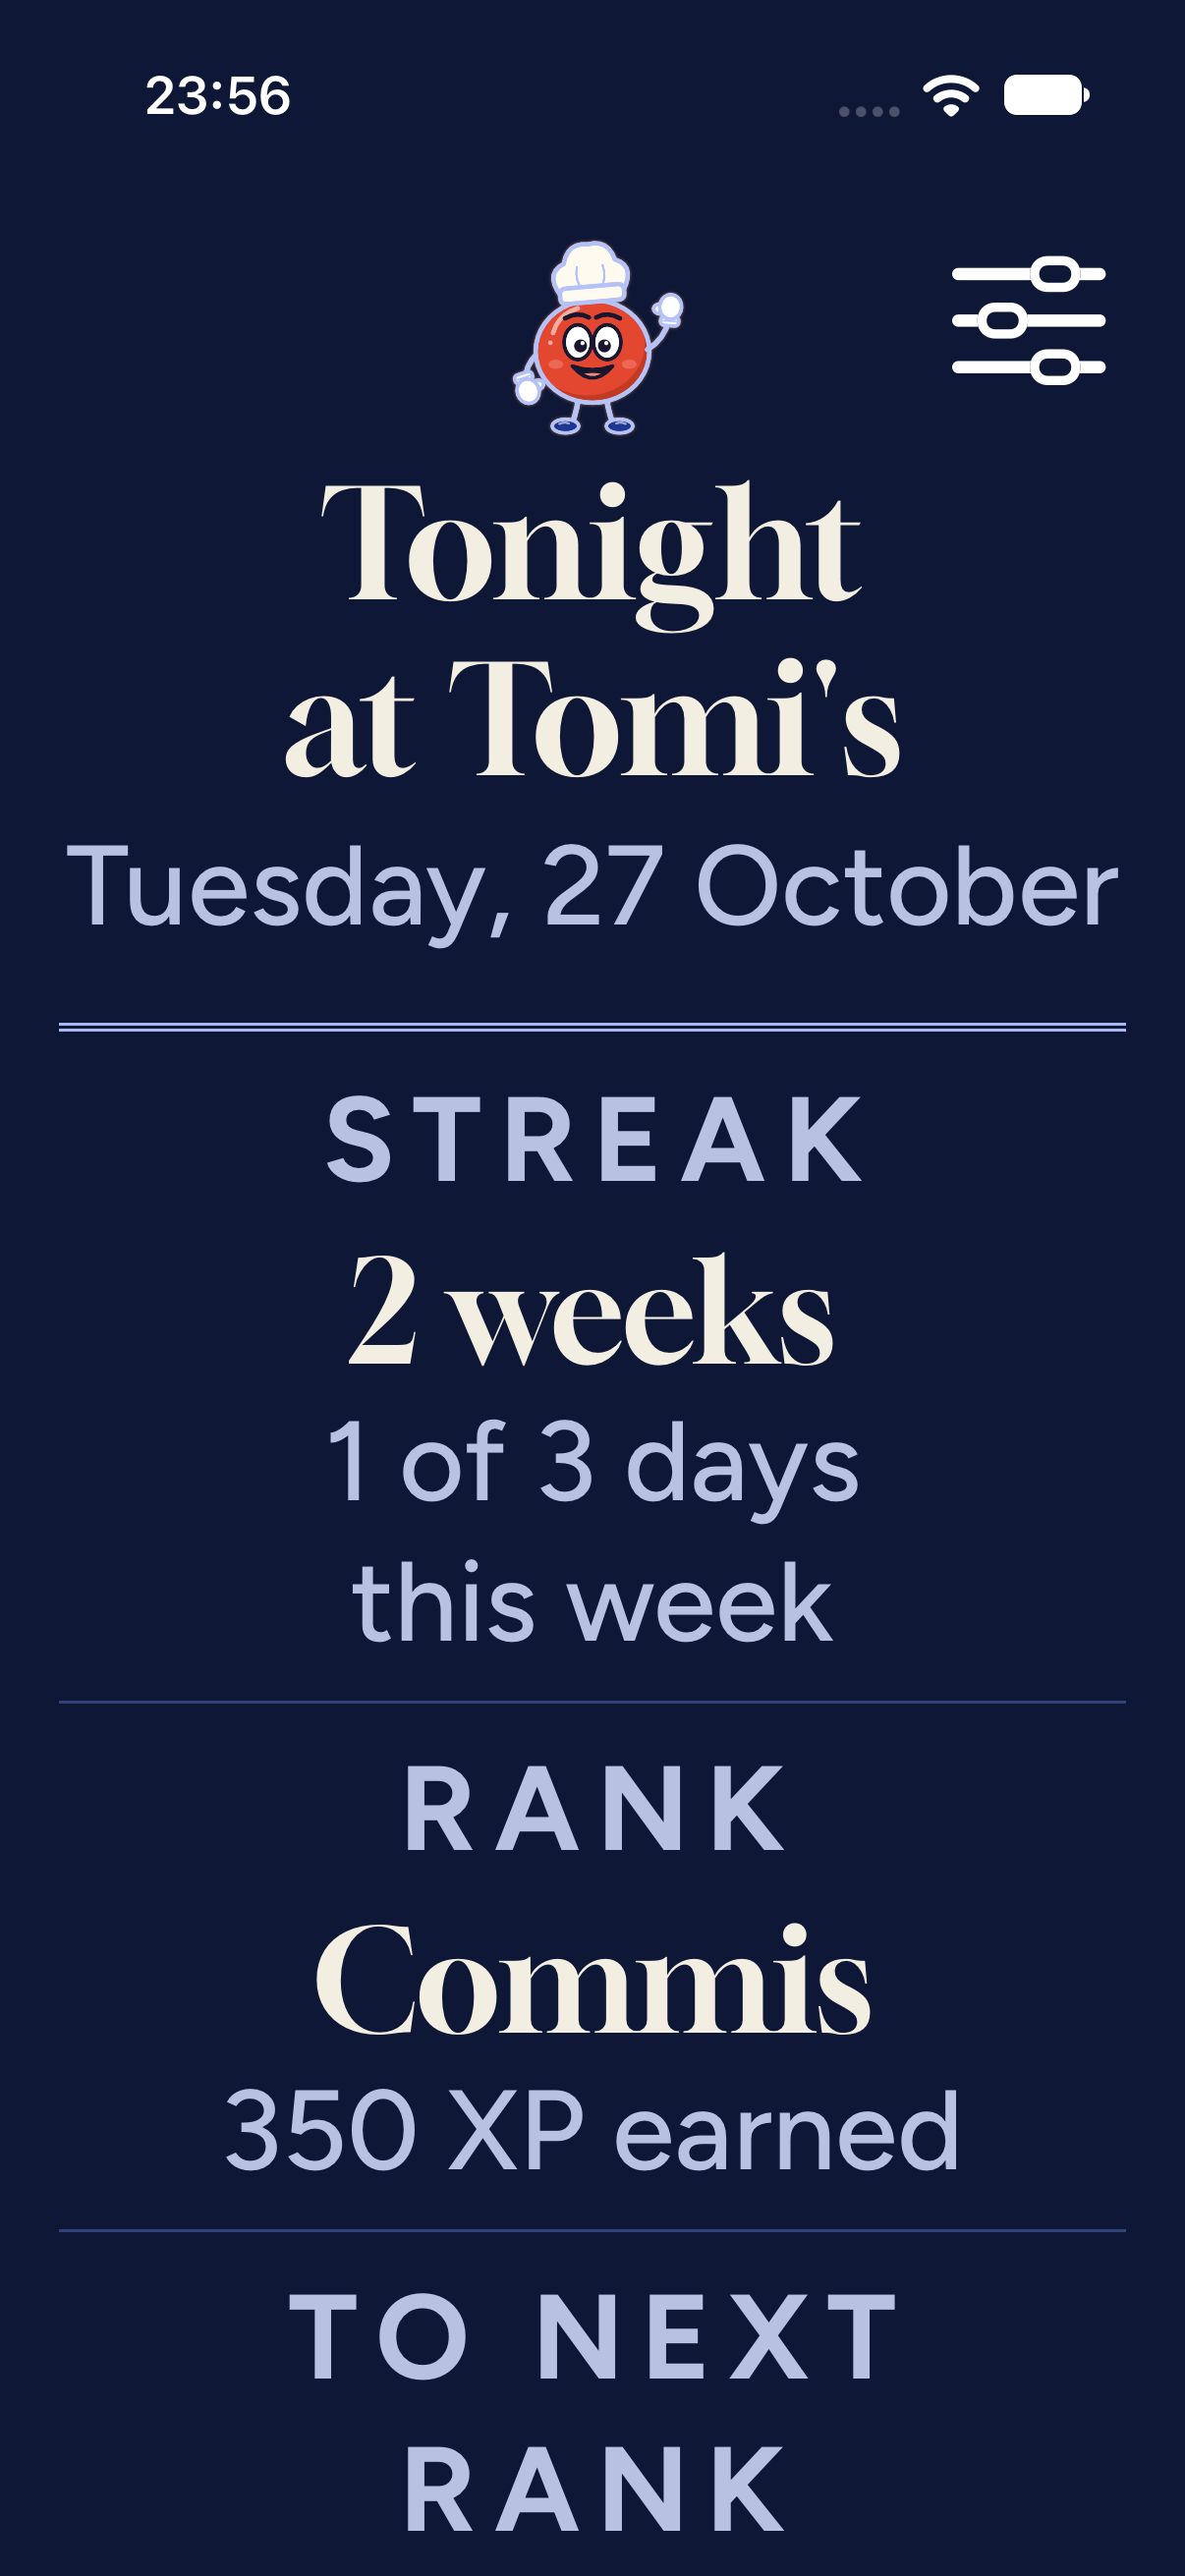 23:56
Tonight
at Tomi's
Tuesday, 27 October
STREAK
2 weeks
1 of 3 days
this week
RANK
Commis
350 XP earned
TO NEXT
RANK